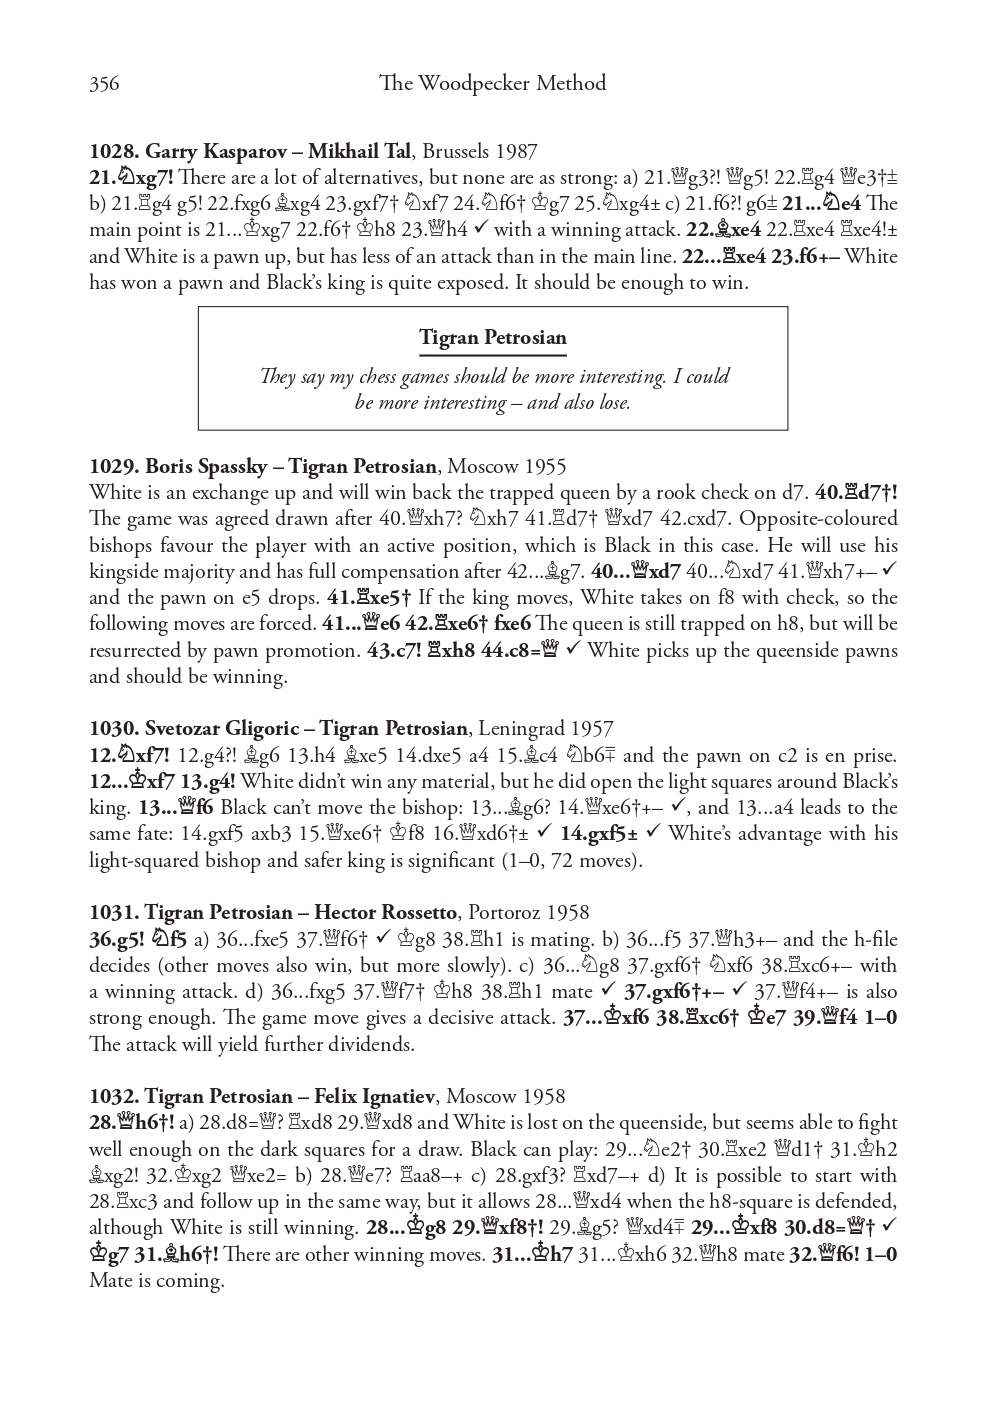 356
The Woodpecker Method
1028. Garry Kasparov – Mikhail Tal, Brussels 1987
21.♘xg7! There are a lot of alternatives, but none are as strong: a) 21.♕g3?! ♕g5! 22.♖g4 ♕e3†⩲
b) 21.♖g4 g5! 22.fxg6 ♗xg4 23.gxf7† ♘xf7 24.♘f6† ♔g7 25.♘xg4± c) 21.f6?! g6⩲ 21...♘e4 The
main point is 21...♔xg7 22.f6† ♔h8 23.♕h4 ✓ with a winning attack. 22.♗xe4 22.♖xe4 ♖xe4!±
and White is a pawn up, but has less of an attack than in the main line. 22...♖xe4 23.f6+– White
has won a pawn and Black’s king is quite exposed. It should be enough to win.
Tigran Petrosian
They say my chess games should be more interesting. I could
be more interesting – and also lose.
1029. Boris Spassky – Tigran Petrosian, Moscow 1955
White is an exchange up and will win back the trapped queen by a rook check on d7. 40.♖d7†!
The game was agreed drawn after 40.♕xh7? ♘xh7 41.♖d7† ♕xd7 42.cxd7. Opposite-coloured
bishops favour the player with an active position, which is Black in this case. He will use his
kingside majority and has full compensation after 42...♗g7. 40...♕xd7 40...♘xd7 41.♕xh7+– ✓
and the pawn on e5 drops. 41.♖xe5† If the king moves, White takes on f8 with check, so the
following moves are forced. 41...♕e6 42.♖xe6† fxe6 The queen is still trapped on h8, but will be
resurrected by pawn promotion. 43.c7! ♖xh8 44.c8=♕ ✓ White picks up the queenside pawns
and should be winning.
1030. Svetozar Gligoric – Tigran Petrosian, Leningrad 1957
12.♘xf7! 12.g4?! ♗g6 13.h4 ♗xe5 14.dxe5 a4 15.♗c4 ♘b6∓ and the pawn on c2 is en prise.
12...♔xf7 13.g4! White didn’t win any material, but he did open the light squares around Black’s
king. 13...♕f6 Black can’t move the bishop: 13...♗g6? 14.♕xe6†+– ✓, and 13...a4 leads to the
same fate: 14.gxf5 axb3 15.♕xe6† ♔f8 16.♕xd6†± ✓ 14.gxf5± ✓ White’s advantage with his
light-squared bishop and safer king is significant (1–0, 72 moves).
1031. Tigran Petrosian – Hector Rossetto, Portoroz 1958
36.g5! ♘f5 a) 36...fxe5 37.♕f6† ✓ ♔g8 38.♖h1 is mating. b) 36...f5 37.♕h3+– and the h-file
decides (other moves also win, but more slowly). c) 36...♘g8 37.gxf6† ♘xf6 38.♖xc6+– with
a winning attack. d) 36...fxg5 37.♕f7† ♔h8 38.♖h1 mate ✓ 37.gxf6†+– ✓ 37.♕f4+– is also
strong enough. The game move gives a decisive attack. 37...♔xf6 38.♖xc6† ♔e7 39.♕f4 1–0
The attack will yield further dividends.
1032. Tigran Petrosian – Felix Ignatiev, Moscow 1958
28.♕h6†! a) 28.d8=♕? ♖xd8 29.♕xd8 and White is lost on the queenside, but seems able to fight
well enough on the dark squares for a draw. Black can play: 29...♘e2† 30.♖xe2 ♕d1† 31.♔h2
♗xg2! 32.♔xg2 ♕xe2= b) 28.♕e7? ♖aa8–+ c) 28.gxf3? ♖xd7–+ d) It is possible to start with
28.♖xc3 and follow up in the same way, but it allows 28...♕xd4 when the h8-square is defended,
although White is still winning. 28...♔g8 29.♕xf8†! 29.♗g5? ♕xd4∓ 29...♔xf8 30.d8=♕† ✓
♔g7 31.♗h6†! There are other winning moves. 31...♔h7 31...♔xh6 32.♕h8 mate 32.♕f6! 1–0
Mate is coming.